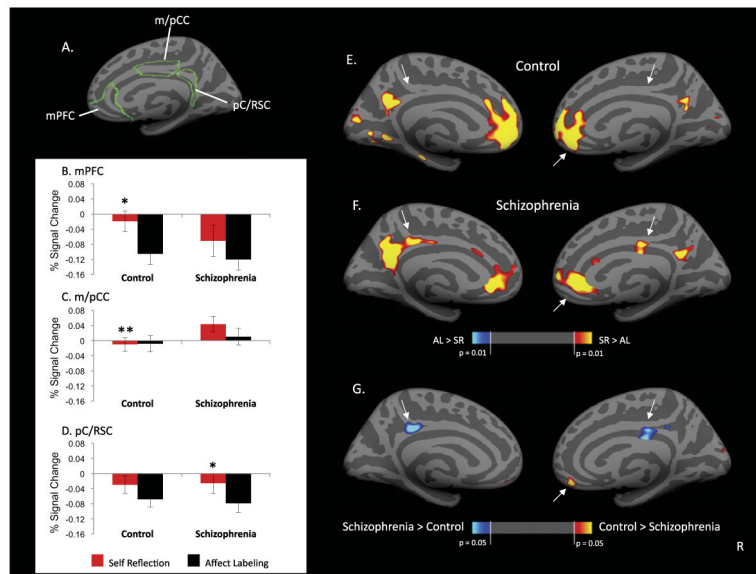 A.
m/pCC
mPFC
pC/RSC
B. mPFC
% Signal Change
0.08
0.04
0
-0.04
-0.08
-0.12
-0.16
*
Control Schizophrenia
C. m/pCC
% Signal Change
0.08
0.04
0
-0.04
-0.08
-0.12
-0.16
**
Control Schizophrenia
D. pC/RSC
% Signal Change
0.08
0.04
0
-0.04
-0.08
-0.12
-0.16
*
Control Schizophrenia
Self Reflection Affect Labeling
E. Control
F. Schizophrenia
AL > SR SR > AL
p = 0.01 p = 0.01
G.
Schizophrenia > Control Control > Schizophrenia
p = 0.05 p = 0.05
R